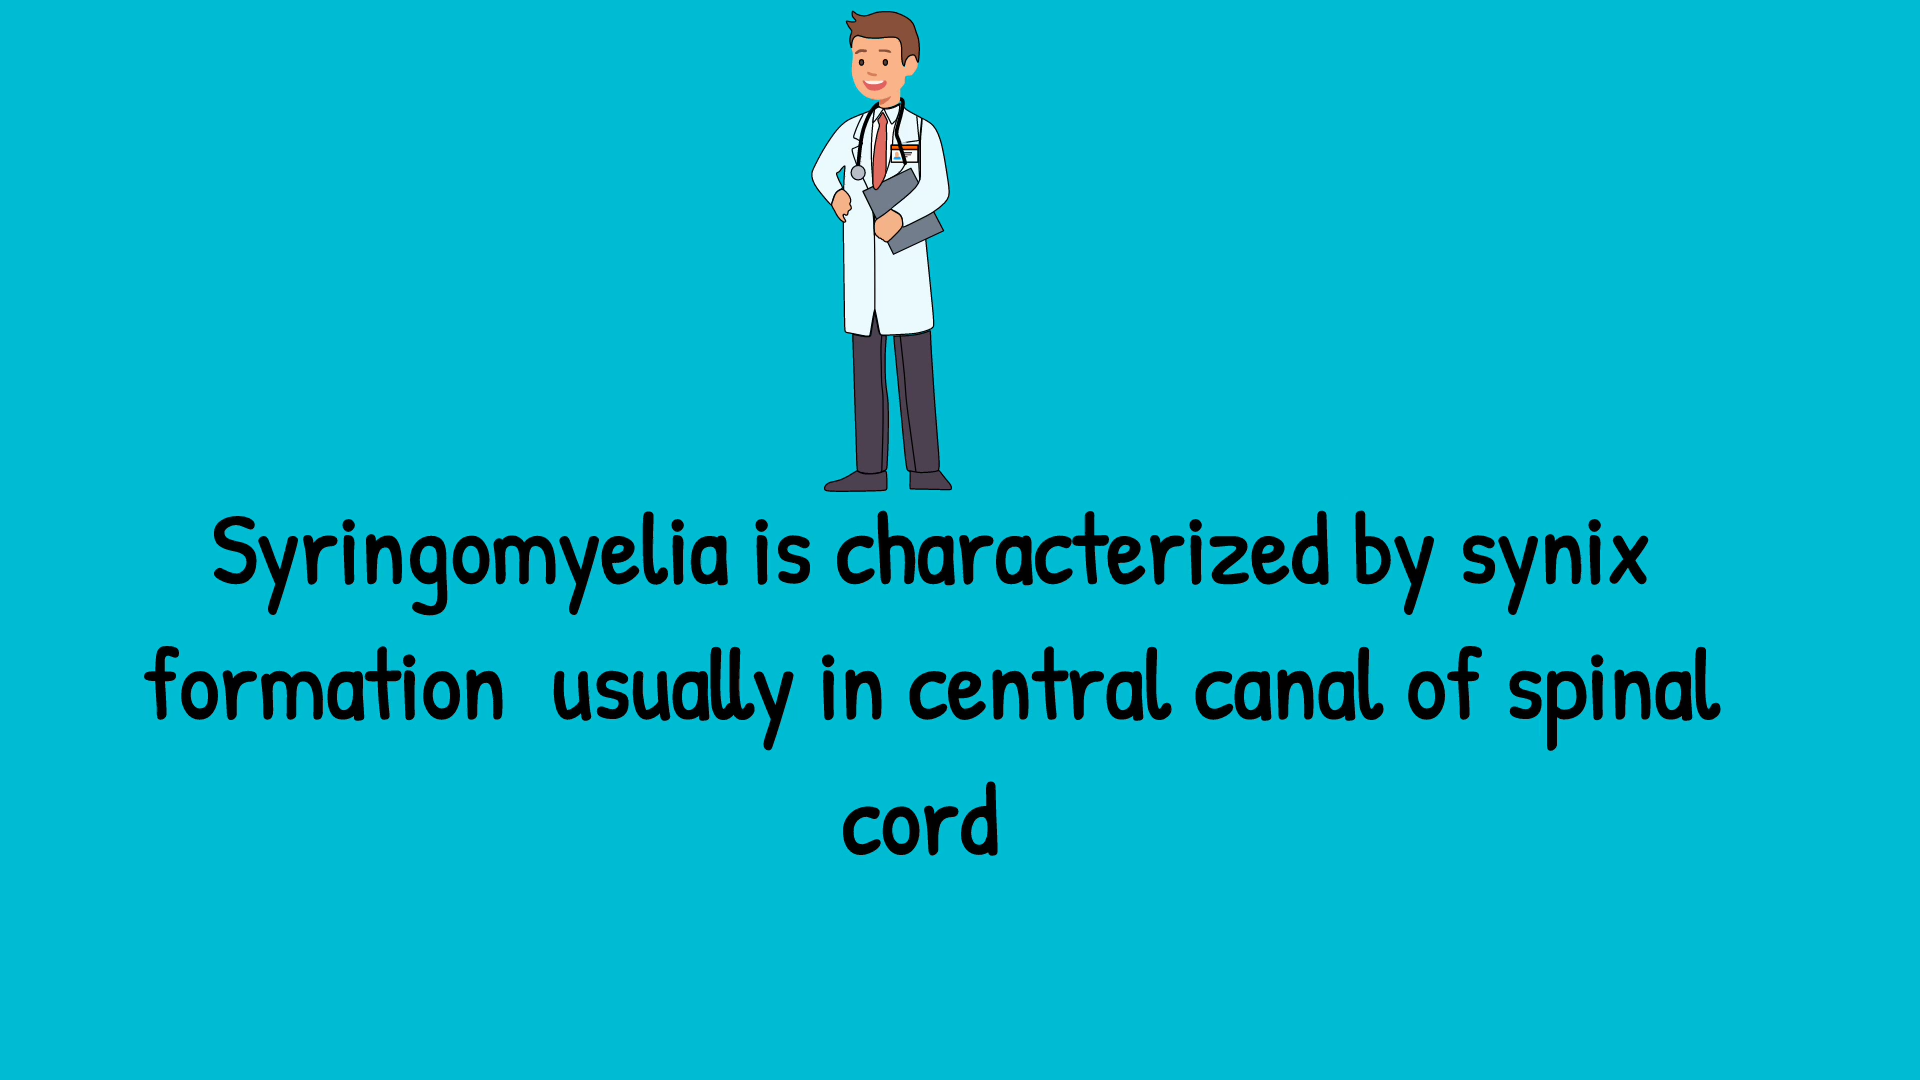 Syringomyelia is characterized by synix
formation  usually in central canal of spinal
cord